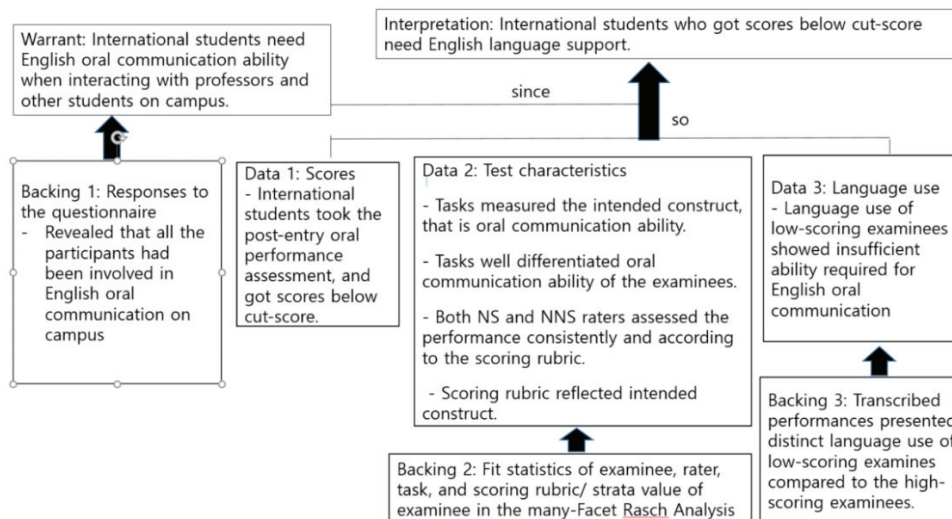 Warrant: International students need
English oral communication ability
when interacting with professors and
other students on campus.
Interpretation: International students who got scores below cut-score
need English language support.
since
so
Backing 1: Responses to
the questionnaire
- Revealed that all the
participants had
been involved in
English oral
communication on
campus
Data 1: Scores
- International
students took the
post-entry oral
performance
assessment, and
got scores below
cut-score.
Data 2: Test characteristics
- Tasks measured the intended construct,
that is oral communication ability.
- Tasks well differentiated oral
communication ability of the examinees.
- Both NS and NNS raters assessed the
performance consistently and according
to the scoring rubric.
- Scoring rubric reflected intended
construct.
Data 3: Language use
- Language use of
low-scoring examinees
showed insufficient
ability required for
English oral
communication
Backing 2: Fit statistics of examinee, rater,
task, and scoring rubric/ strata value of
examinee in the many-Facet Rasch Analysis
Backing 3: Transcribed
performances presented
distinct language use of
low-scoring examines
compared to the high-
scoring examinees.